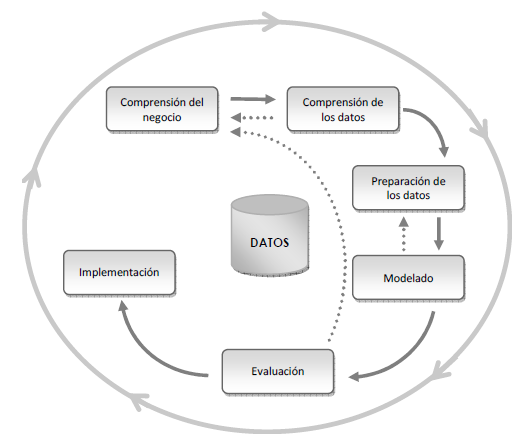 Comprensión del
negocio
Comprensión de
los datos
Preparación de
los datos
DATOS
Implementación
Modelado
Evaluación